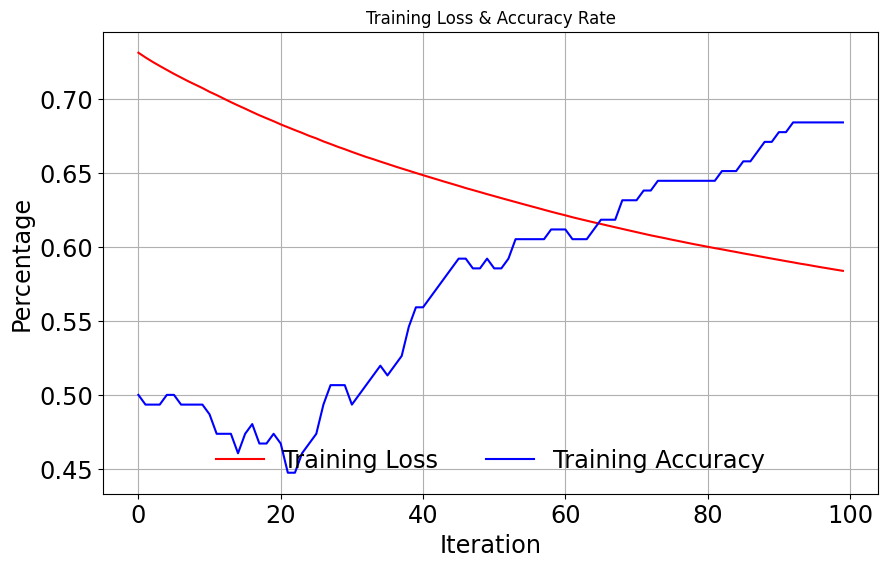 Training Loss & Accuracy Rate
Percentage
0.70
0.65
0.60
0.55
0.50
0.45
Training Loss Training Accuracy
0 20 40 60 80 100
Iteration